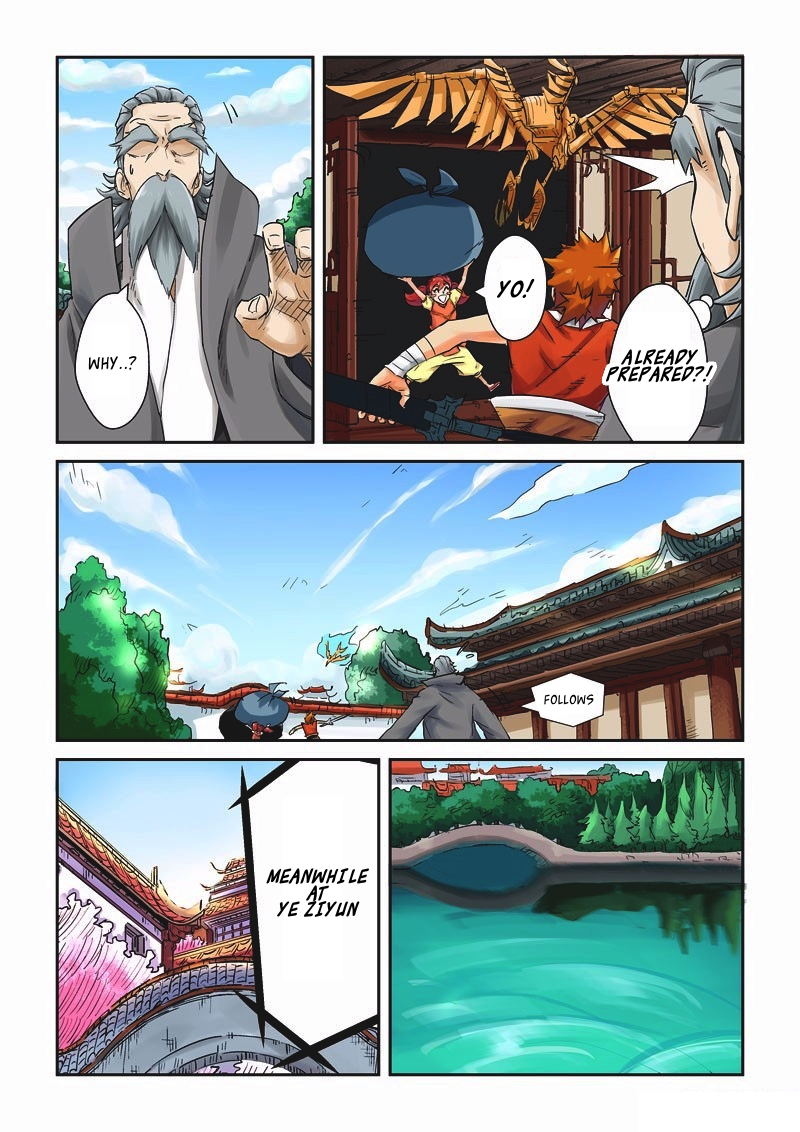 WHY..?
YO!
ALREADY
PREPARED?!
FOLLOWS
MEANWHILE
AT
YE ZIYUN